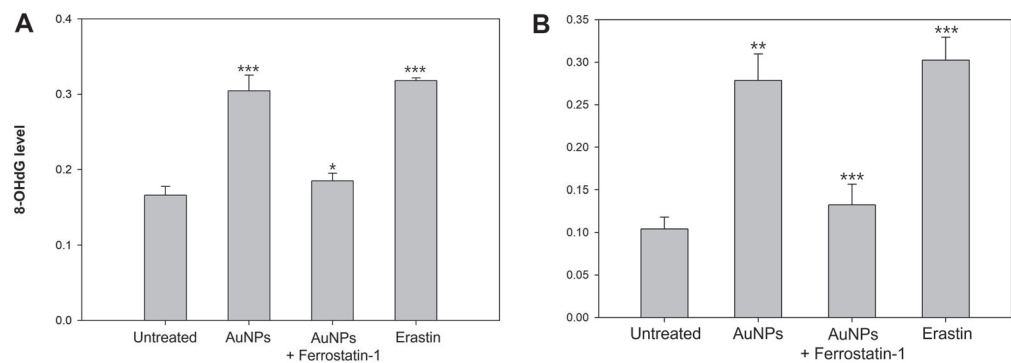 A
8-OHdG level
0.4
0.3
0.2
0.1
0.0
***
***
*
Untreated
AuNPs
AuNPs
+ Ferrostatin-1
Erastin
B
0.35
0.30
0.25
0.20
0.15
0.10
0.05
0.00
**
***
***
Untreated
AuNPs
AuNPs
+ Ferrostatin-1
Erastin